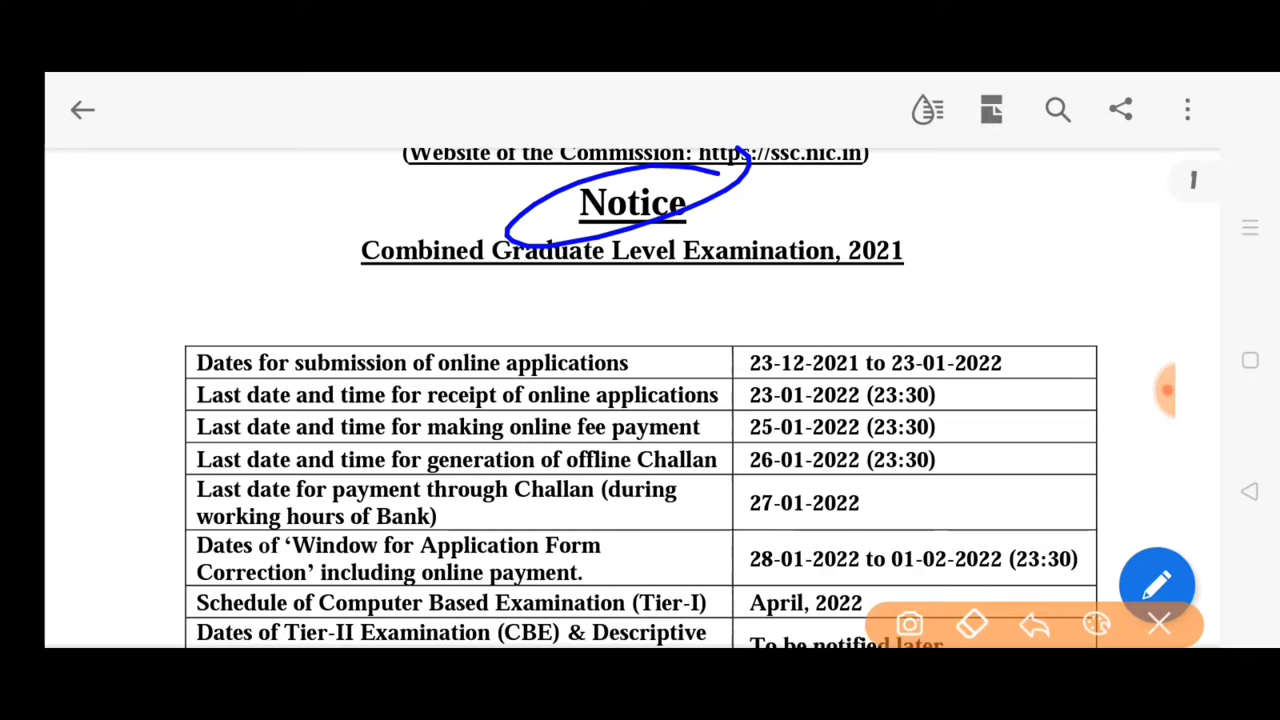 (Website of the Commission: https://ssc.nic.in)
1
Notice
Combined Graduate Level Examination, 2021
Dates for submission of online applications 23-12-2021 to 23-01-2022
Last date and time for receipt of online applications 23-01-2022 (23:30)
Last date and time for making online fee payment 25-01-2022 (23:30)
Last date and time for generation of offline Challan 26-01-2022 (23:30)
Last date for payment through Challan (during
working hours of Bank) 27-01-2022
Dates of ‘Window for Application Form
Correction’ including online payment. 28-01-2022 to 01-02-2022 (23:30)
Schedule of Computer Based Examination (Tier-I) April, 2022
Dates of Tier-II Examination (CBE) & Descriptive
To be notified later